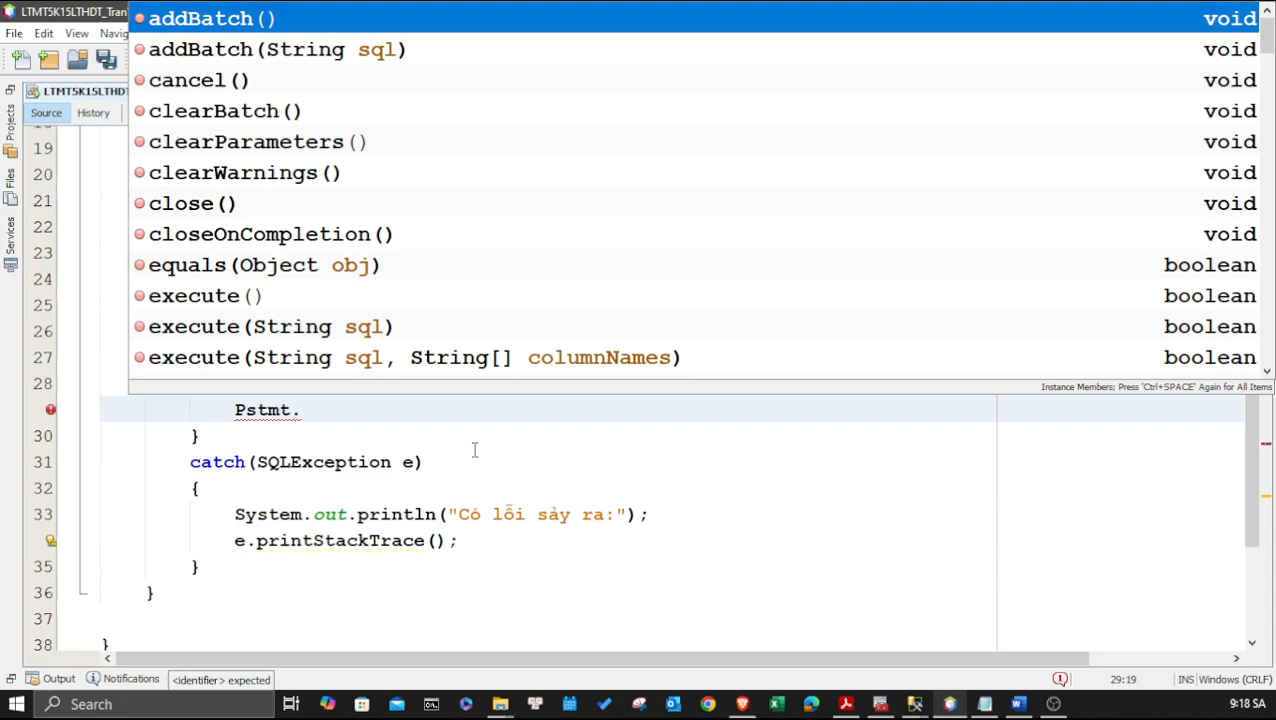 LTMT5K15LTHDT_Tran
File Edit View Navig
addBatch() void
addBatch(String sql) void
cancel() void
clearBatch() void
clearParameters() void
clearWarnings() void
close() void
closeOnCompletion() void
equals(Object obj) boolean
execute() boolean
execute(String sql) boolean
execute(String sql, String[] columnNames) boolean
Instance Members; Press 'Ctrl+SPACE' Again for All Items
LTMT5K15LTHDT
Source History
Projects
Files
Services
19
20
21
22
23
24
25
26
27
28
Pstmt.
30 }
31 catch(SQLException e)
32 {
33 System.out.println("Có lỗi sảy ra:");
e.printStackTrace();
35 }
36 }
37
38 }
Output Notifications <identifier> expected 29:19 INS Windows (CRLF)
Search 9:18 SA